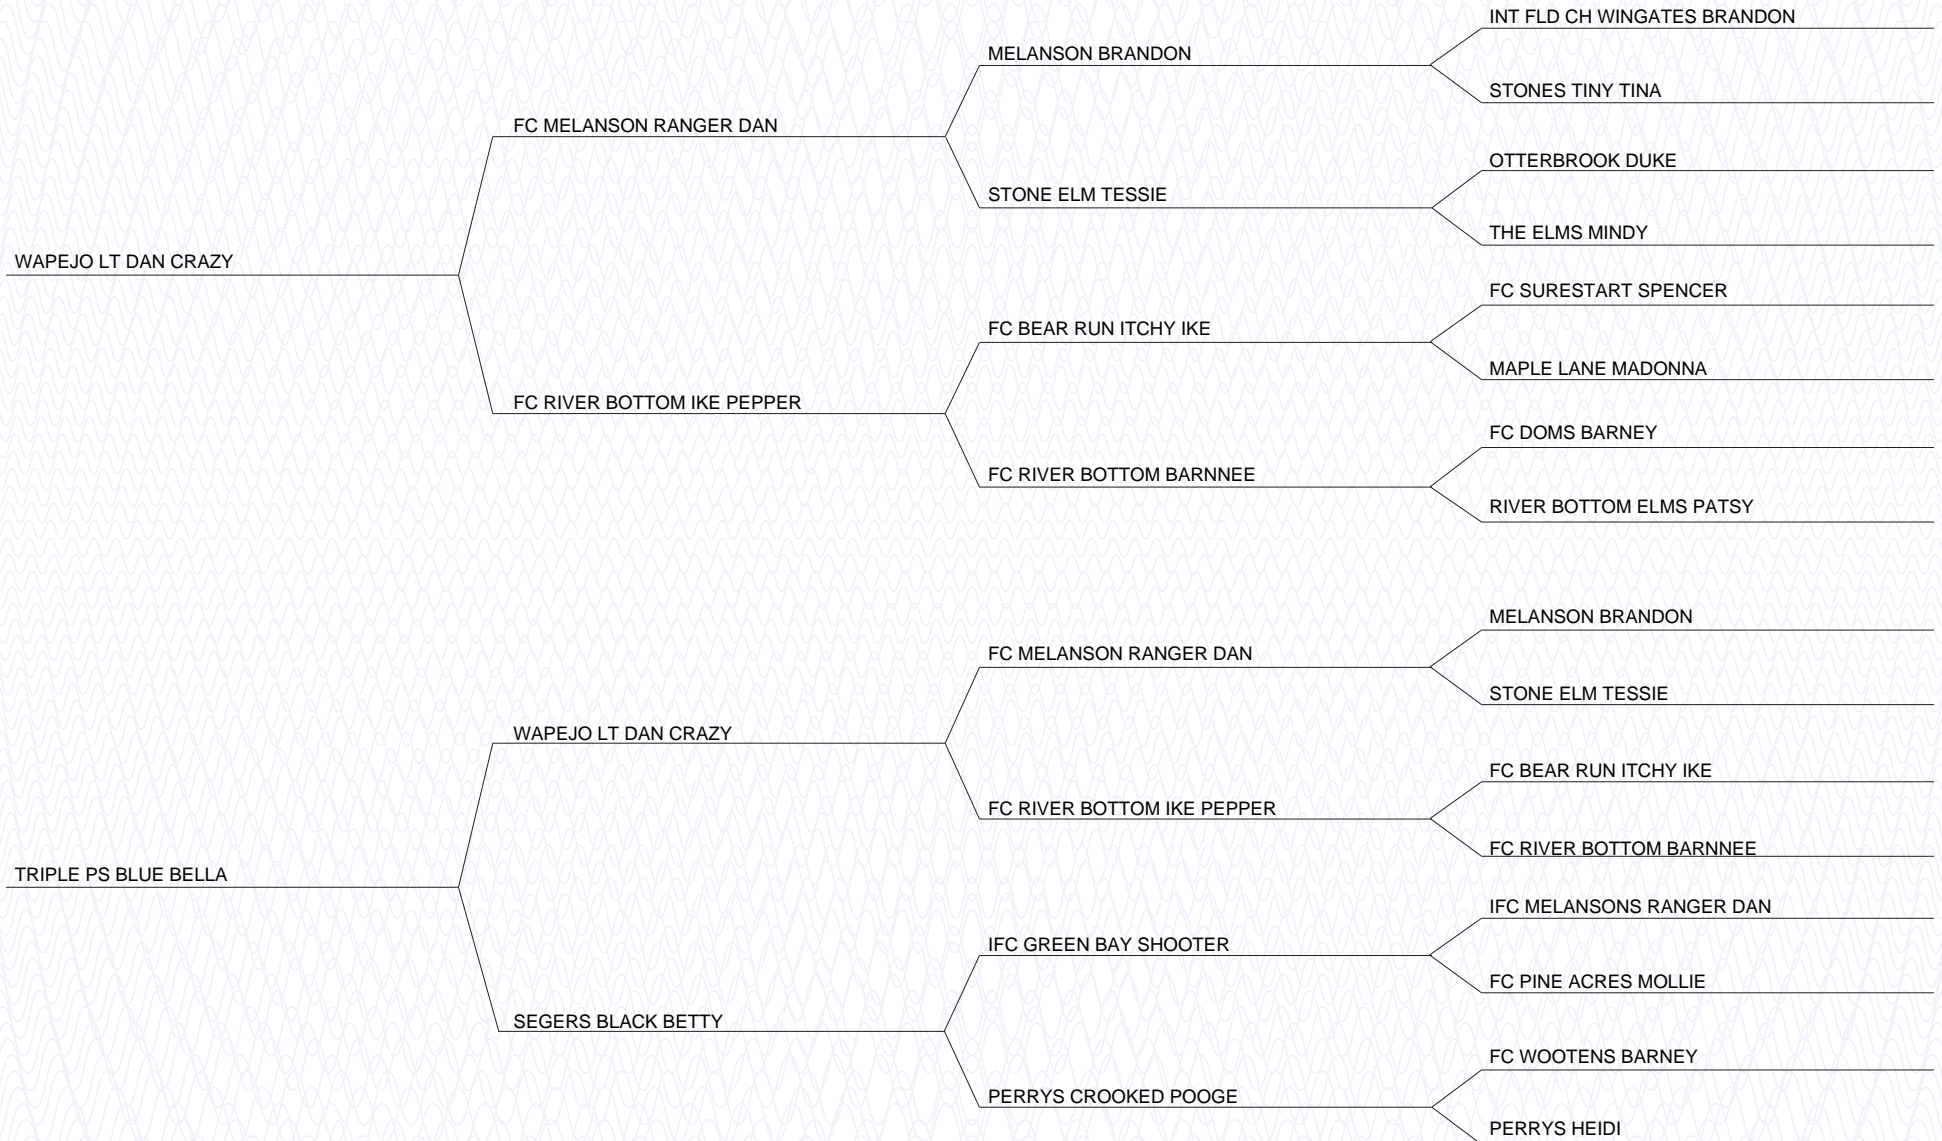 INT FLD CH WINGATES BRANDON
MELANSON BRANDON
STONES TINY TINA
FC MELANSON RANGER DAN
OTTERBROOK DUKE
STONE ELM TESSIE
THE ELMS MINDY
WAPEJO LT DAN CRAZY
FC SURESTART SPENCER
FC BEAR RUN ITCHY IKE
MAPLE LANE MADONNA
FC RIVER BOTTOM IKE PEPPER
FC DOMS BARNEY
FC RIVER BOTTOM BARNNEE
RIVER BOTTOM ELMS PATSY
MELANSON BRANDON
FC MELANSON RANGER DAN
STONE ELM TESSIE
WAPEJO LT DAN CRAZY
FC BEAR RUN ITCHY IKE
FC RIVER BOTTOM IKE PEPPER
FC RIVER BOTTOM BARNNEE
TRIPLE PS BLUE BELLA
IFC MELANSONS RANGER DAN
IFC GREEN BAY SHOOTER
FC PINE ACRES MOLLIE
SEGERS BLACK BETTY
FC WOOTENS BARNEY
PERRYS CROOKED POOGE
PERRYS HEIDI